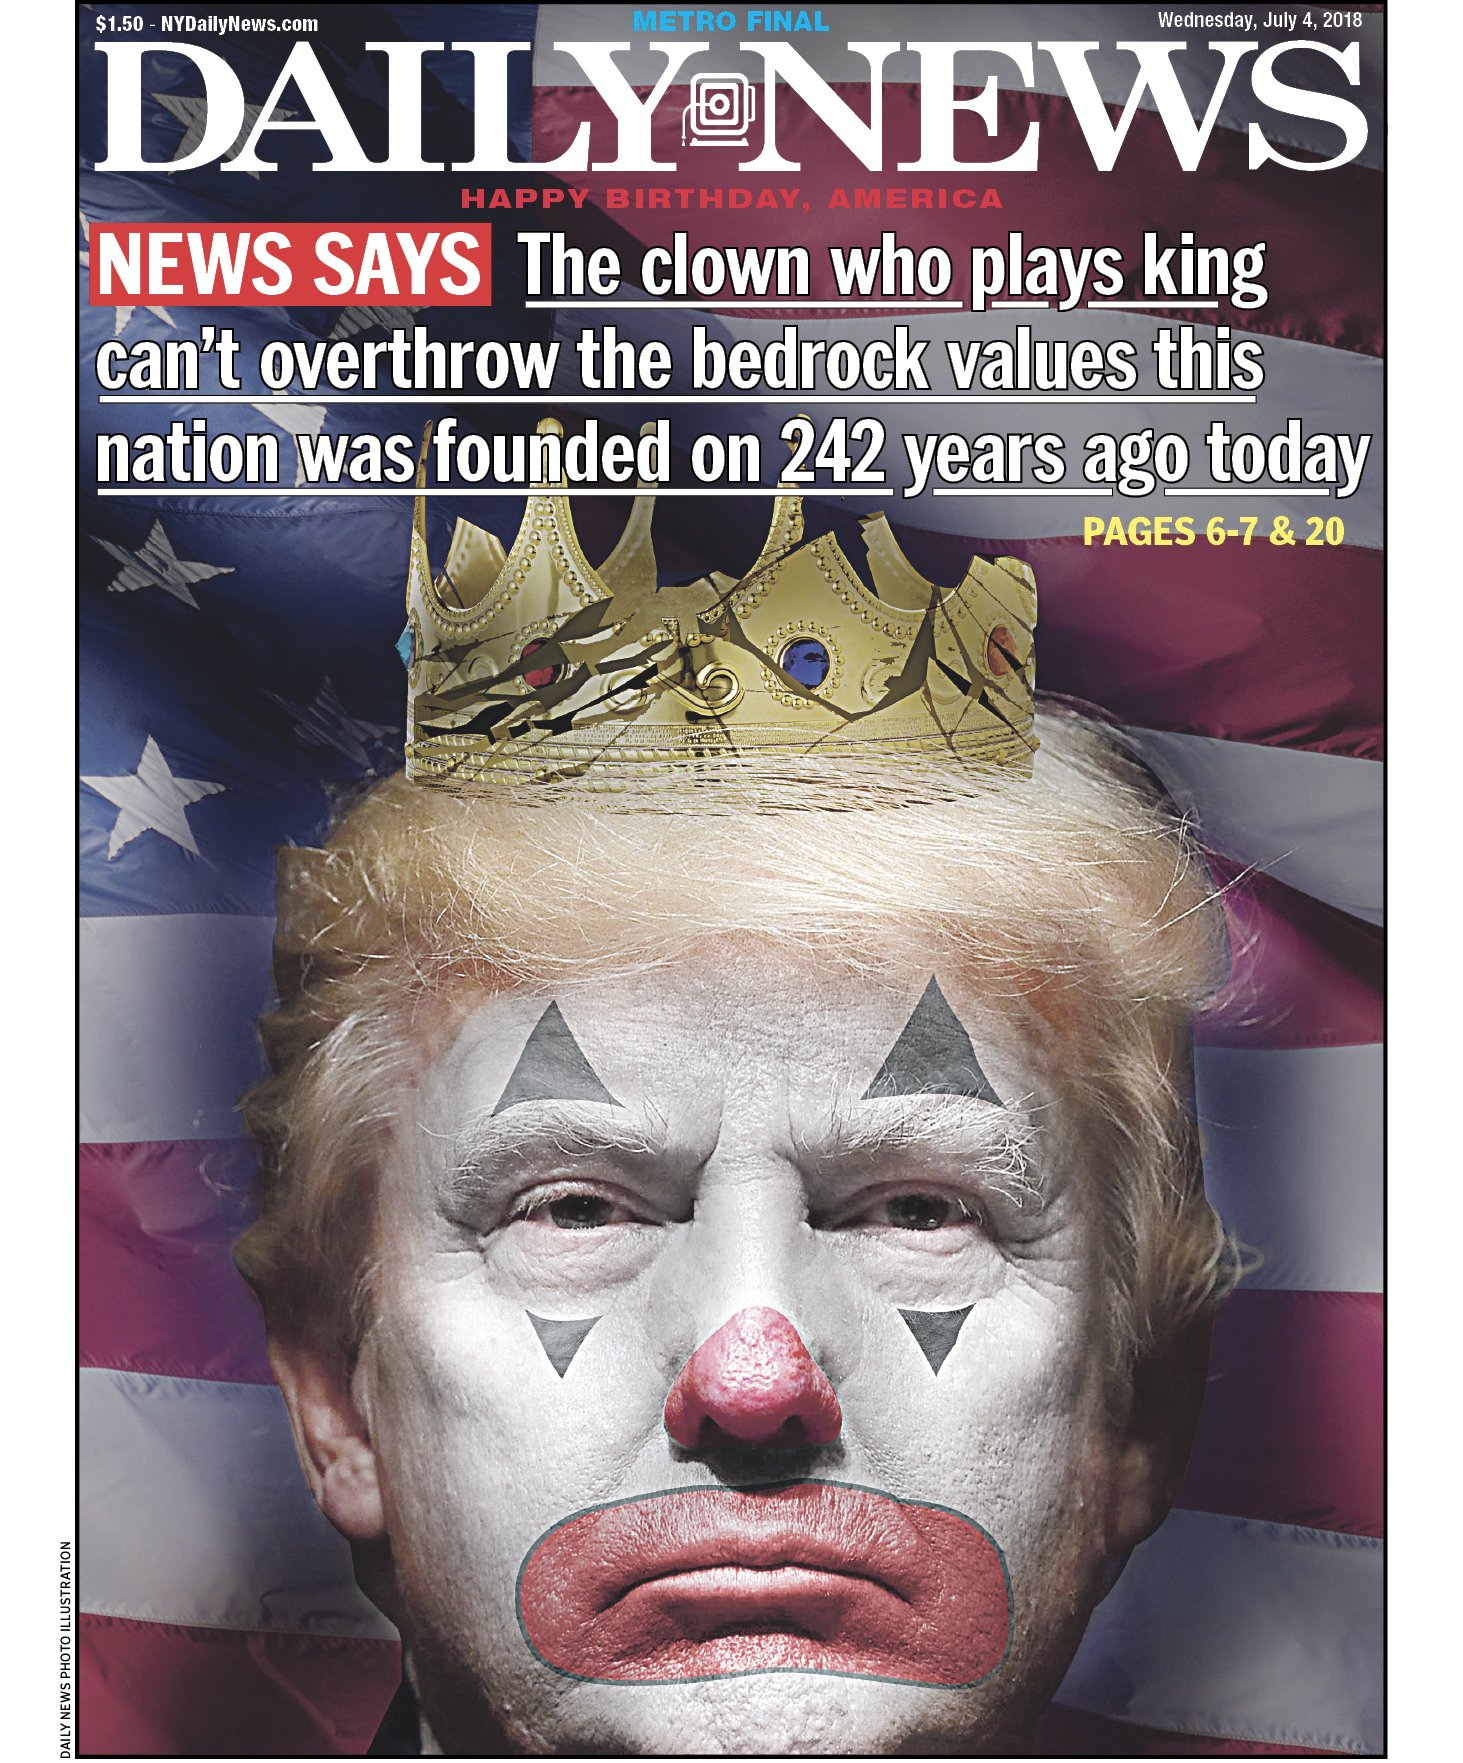 $1.50 - NYDailyNews.com
METRO FINAL
Wednesday, July 4, 2018
DAILY NEWS
HAPPY BIRTHDAY, AMERICA
NEWS SAYS The clown who plays king
can't overthrow the bedrock values this
nation was founded on 242 years ago today
PAGES 6-7 & 20
DAILY NEWS PHOTO ILLUSTRATION